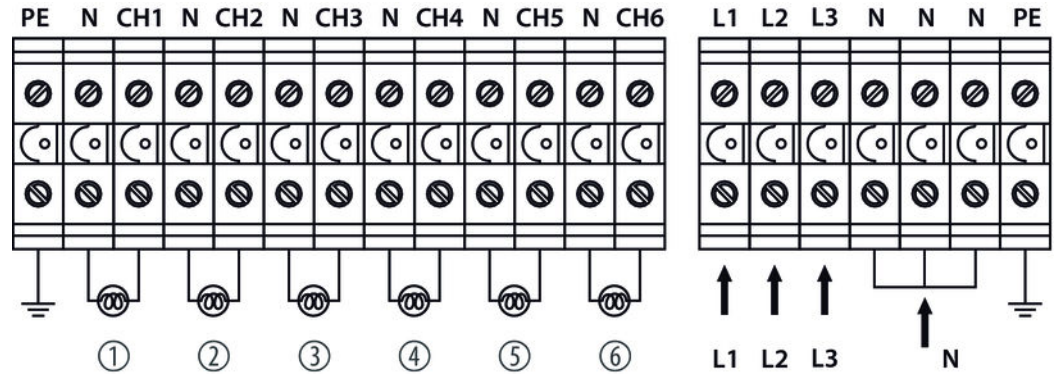 PE N CH1 N CH2 N CH3 N CH4 N CH5 N CH6 L1 L2 L3 N N N PE
① ② ③ ④ ⑤ ⑥ L1 L2 L3 N